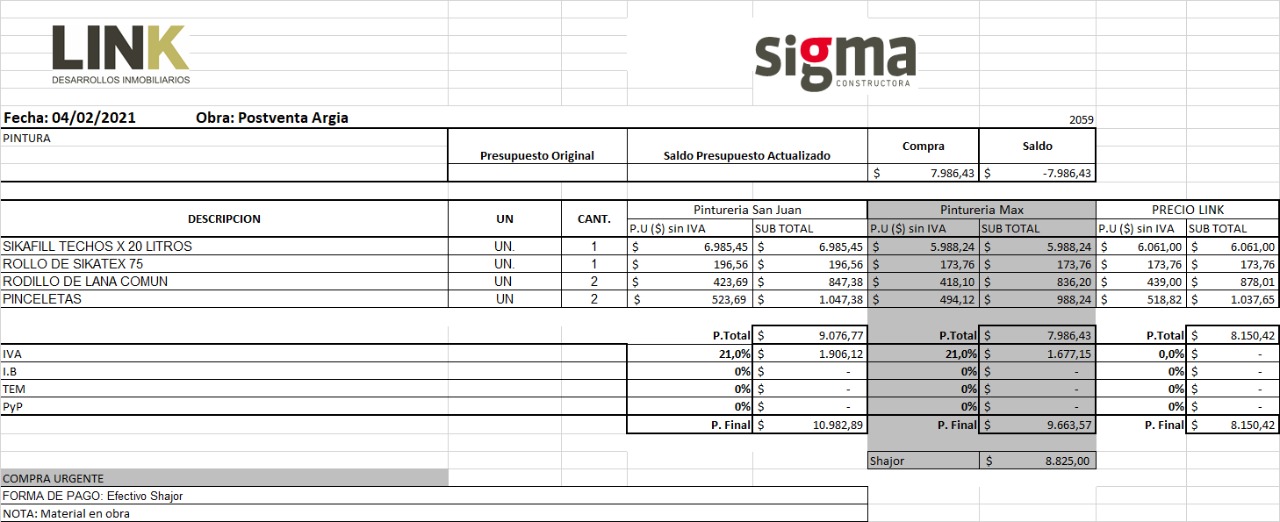 LINK
DESARROLLOS INMOBILIARIOS
sigma
CONSTRUCTORA
Fecha: 04/02/2021 Obra: Postventa Argia 2059
PINTURA
Presupuesto Original Saldo Presupuesto Actualizado Compra Saldo
$ 7.986,43 $ -7.986,43
DESCRIPCION UN CANT. Pintureria San Juan Pintureria Max PRECIO LINK
P.U ($) sin IVA SUB TOTAL P.U ($) sin IVA SUB TOTAL P.U ($) sin IVA SUB TOTAL
SIKAFILL TECHOS X 20 LITROS UN. 1 $ 6.985,45 $ 6.985,45 $ 5.988,24 $ 5.988,24 $ 6.061,00 $ 6.061,00
ROLLO DE SIKATEX 75 UN. 1 $ 196,56 $ 196,56 $ 173,76 $ 173,76 $ 173,76 $ 173,76
RODILLO DE LANA COMUN UN 2 $ 423,69 $ 847,38 $ 418,10 $ 836,20 $ 439,00 $ 878,01
PINCELETAS UN 2 $ 523,69 $ 1.047,38 $ 494,12 $ 988,24 $ 518,82 $ 1.037,65
P.Total $ 9.076,77 P.Total $ 7.986,43 P.Total $ 8.150,42
IVA 21,0% $ 1.906,12 21,0% $ 1.677,15 0,0% $ -
I.B 0% $ - 0% $ - 0% $ -
TEM 0% $ - 0% $ - 0% $ -
PyP 0% $ - 0% $ - 0% $ -
P. Final $ 10.982,89 P. Final $ 9.663,57 P. Final $ 8.150,42
Shajor $ 8.825,00
COMPRA URGENTE
FORMA DE PAGO: Efectivo Shajor
NOTA: Material en obra